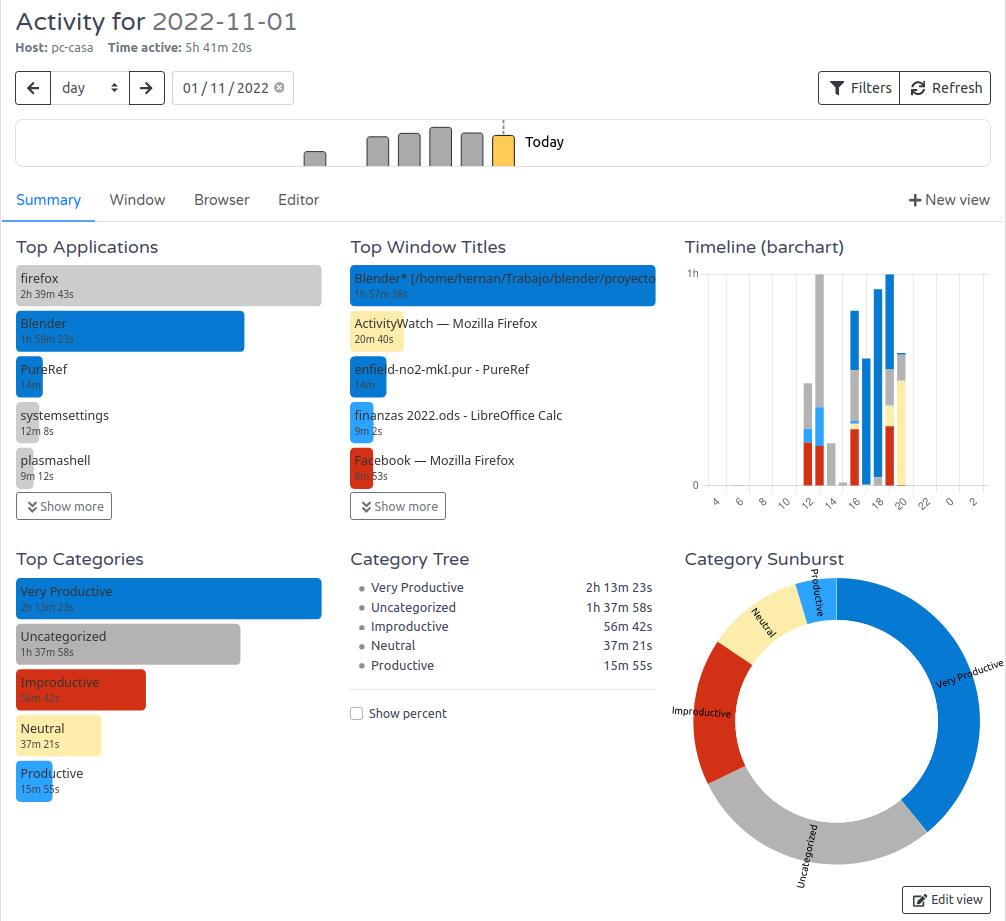 Activity for 2022-11-01
Host: pc-casa Time active: 5h 41m 20s
day
01 / 11 / 2022
Filters
Refresh
Today
Summary Window Browser Editor
New view
Top Applications
firefox
2h 39m 43s
Blender
1h 59m 23s
PureRef
14m
systemsettings
12m 8s
plasmashell
9m 12s
Show more
Top Window Titles
Blender* [/home/hernan/Trabajo/blender/proyecto
1h 57m 38s
ActivityWatch — Mozilla Firefox
20m 40s
enfield-no2-mkI.pur - PureRef
14m
finanzas 2022.ods - LibreOffice Calc
9m 2s
Facebook — Mozilla Firefox
8m 53s
Show more
Timeline (barchart)
1h
0
4 6 8 10 12 14 16 18 20 22 0 2
Top Categories
Very Productive
2h 13m 23s
Uncategorized
1h 37m 58s
Improductive
56m 42s
Neutral
37m 21s
Productive
15m 55s
Category Tree
Very Productive 2h 13m 23s
Uncategorized 1h 37m 58s
Improductive 56m 42s
Neutral 37m 21s
Productive 15m 55s
Show percent
Category Sunburst
Productive
Neutral
Very Productive
Improductive
Uncategorized
Edit view